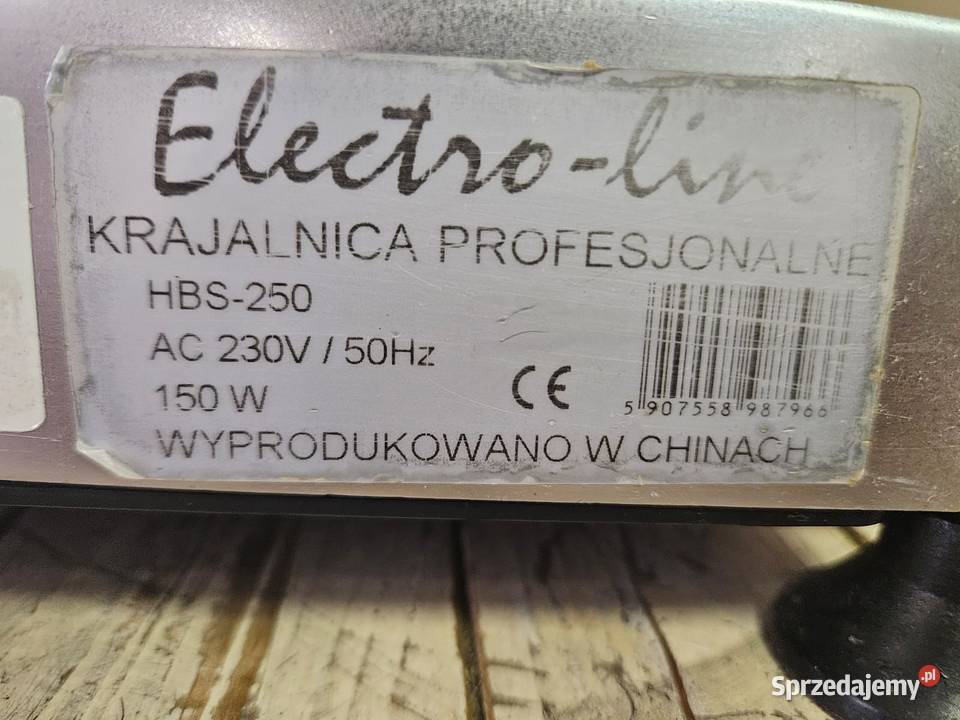 Electro-line
KRAJALNICA PROFESJONALNE
HBS-250
AC 230V / 50Hz
150 W
CE
5 907558 987966
WYPRODUKOWANO W CHINACH
Sprzedajemy.pl